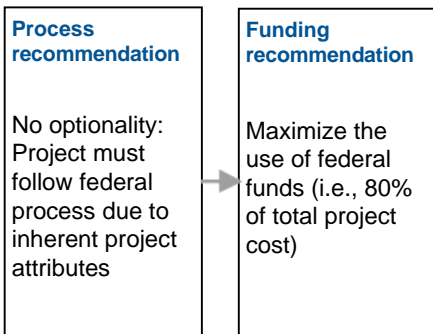 Process
recommendation
No optionality:
Project must
follow federal
process due to
inherent project
attributes
Funding
recommendation
Maximize the
use of federal
funds (i.e., 80%
of total project
cost)